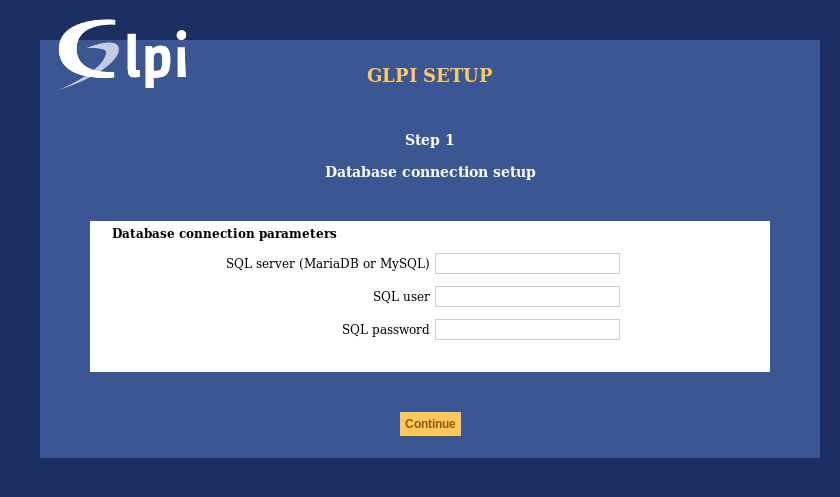 Glpi
GLPI SETUP
Step 1
Database connection setup
Database connection parameters
SQL server (MariaDB or MySQL)
SQL user
SQL password
Continue